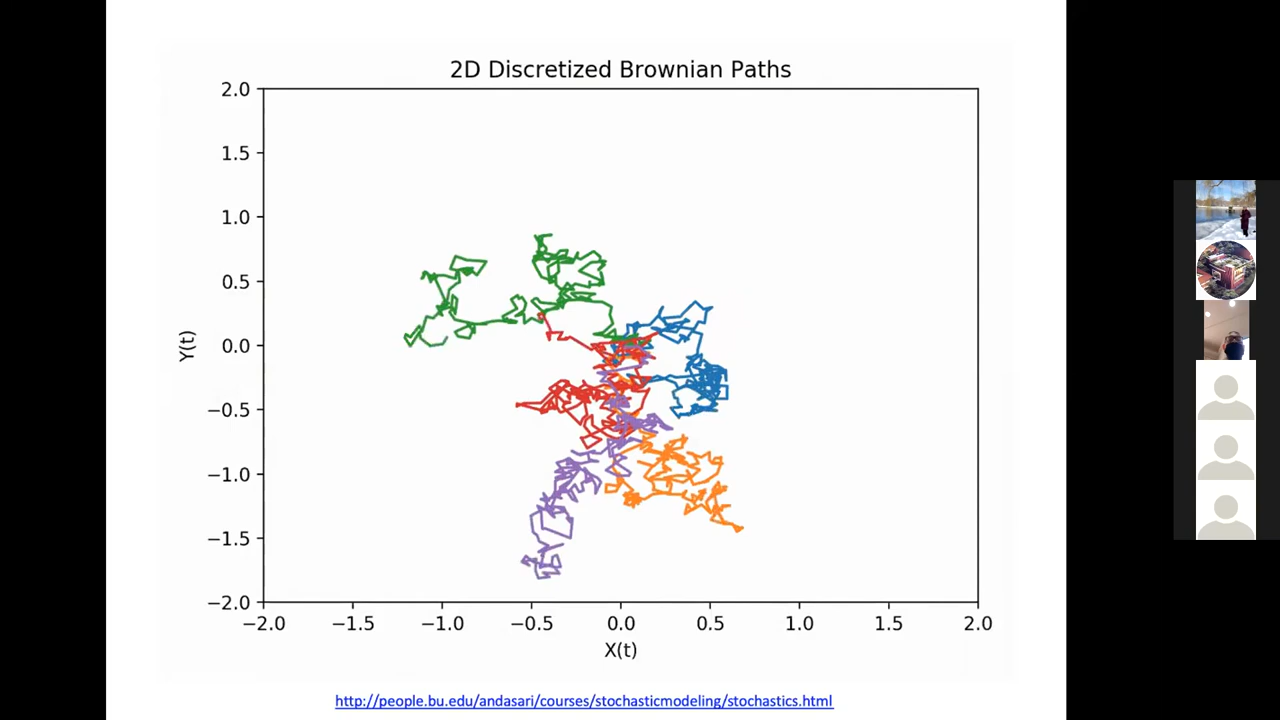 2D Discretized Brownian Paths
2.0
1.5
1.0
0.5
0.0
−0.5
−1.0
−1.5
−2.0
Y(t)
−2.0 −1.5 −1.0 −0.5 0.0 0.5 1.0 1.5 2.0
X(t)
http://people.bu.edu/andasari/courses/stochasticmodeling/stochastics.html